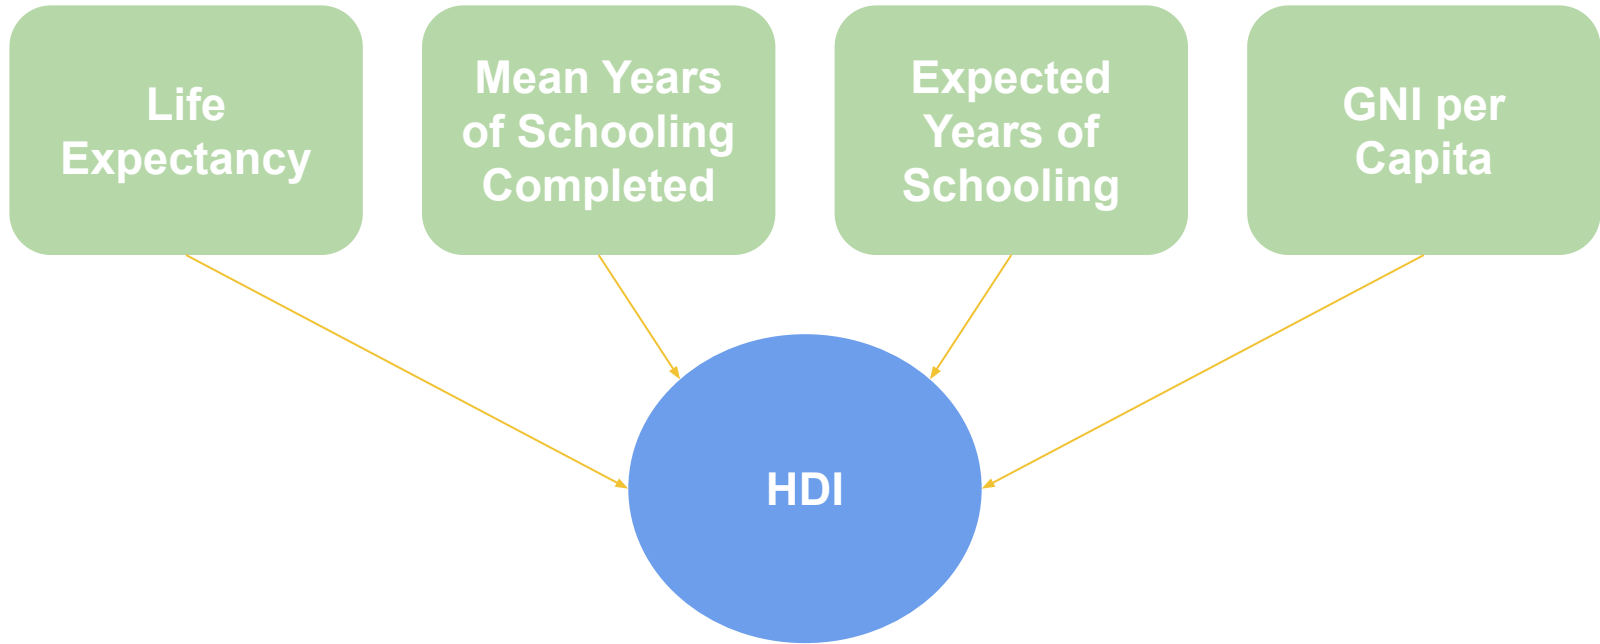 Life
Expectancy
Mean Years
of Schooling
Completed
Expected
Years of
Schooling
GNI per
Capita
HDI